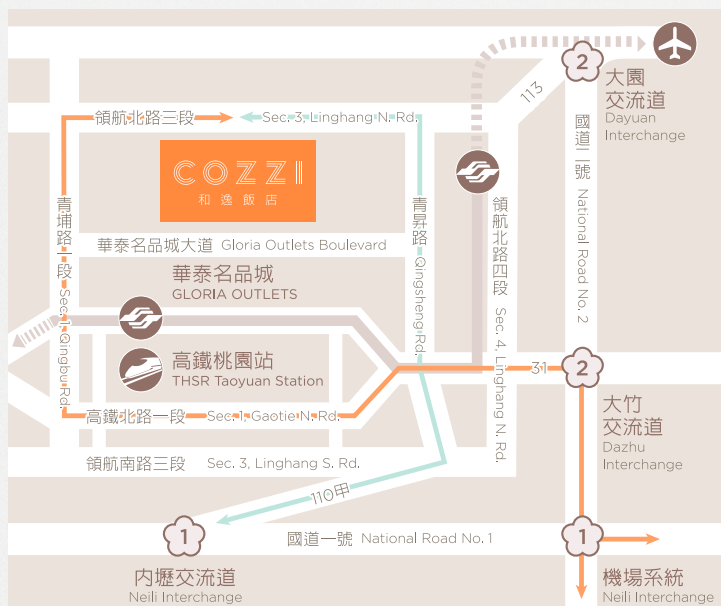 2
大園
交流道
Dayuan
Interchange
113
領航北路三段 Sec. 3, Linghang N. Rd.
COZZI
和逸飯店
國道二號 National Road No. 2
青埔路一段 Sec. 1, Qingbu Rd.
青昇路 Qingsheng Rd.
領航北路四段 Sec. 4, Linghang N. Rd.
華泰名品城大道 Gloria Outlets Boulevard
華泰名品城
GLORIA OUTLETS
高鐵桃園站
THSR Taoyuan Station
31
2
大竹
交流道
Dazhu
Interchange
高鐵北路一段 Sec. 1, Gaotie N. Rd.
領航南路三段 Sec. 3, Linghang S. Rd.
110甲
1
國道一號 National Road No. 1
1
内壢交流道
Neili Interchange
機場系統
Neili Interchange